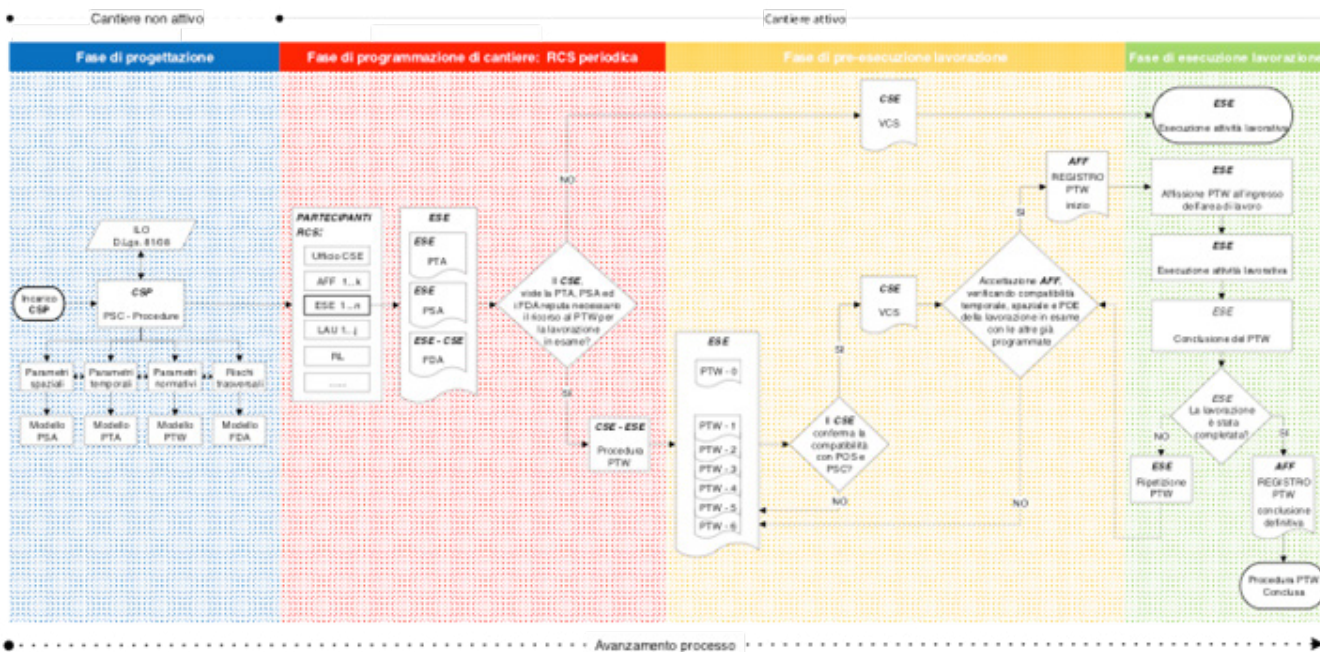 Cantiere non attivo
Cantiere attivo
Fase di progettazione
Fase di programmazione di cantiere: RCS periodica
Fase di pre-esecuzione lavorazione
Fase di esecuzione lavorazione
Incarico
CSP
D.Lgs. 81/08
CSP
PSC - Procedure
Parametri
spaziali
Parametri
temporali
Parametri
normativi
Rischi
trasversali
Modello
PSA
Modello
PTA
Modello
PTW
Modello
FDA
PARTECIPANTI
RCS:
Ufficio CSE
AFF 1...k
ESE 1...n
LAU 1...j
RL
.....
ESE
ESE
PTA
ESE
PSA
ESE - CSE
FDA
Il CSE,
viste la PTA, PSA ed
i FDA reputa necessario
il ricorso al PTW per
la lavorazione
in esame?
NO
SI
CSE - ESE
Procedura
PTW
ESE
PTW - 0
PTW - 1
PTW - 2
PTW - 3
PTW - 4
PTW - 5
PTW - 6
CSE
VCS
Il CSE
conferma la
compatibilità
con POS e
PSC?
SI
NO
CSE
VCS
Accettazione AFF,
verificando compatibilità
temporale, spaziale e FDE
della lavorazione in esame
con le altre già
programmate
SI
NO
AFF
REGISTRO
PTW
inizio
ESE
Esecuzione attività lavorativa
ESE
Affissione PTW all'ingresso
dell'area di lavoro
ESE
Esecuzione attività lavorativa
ESE
Conclusione del PTW
ESE
La lavorazione
è stata
completata?
NO
SI
ESE
Ripetizione
PTW
AFF
REGISTRO
PTW
conclusione
definitiva
Procedura PTW
Conclusa
Avanzamento processo